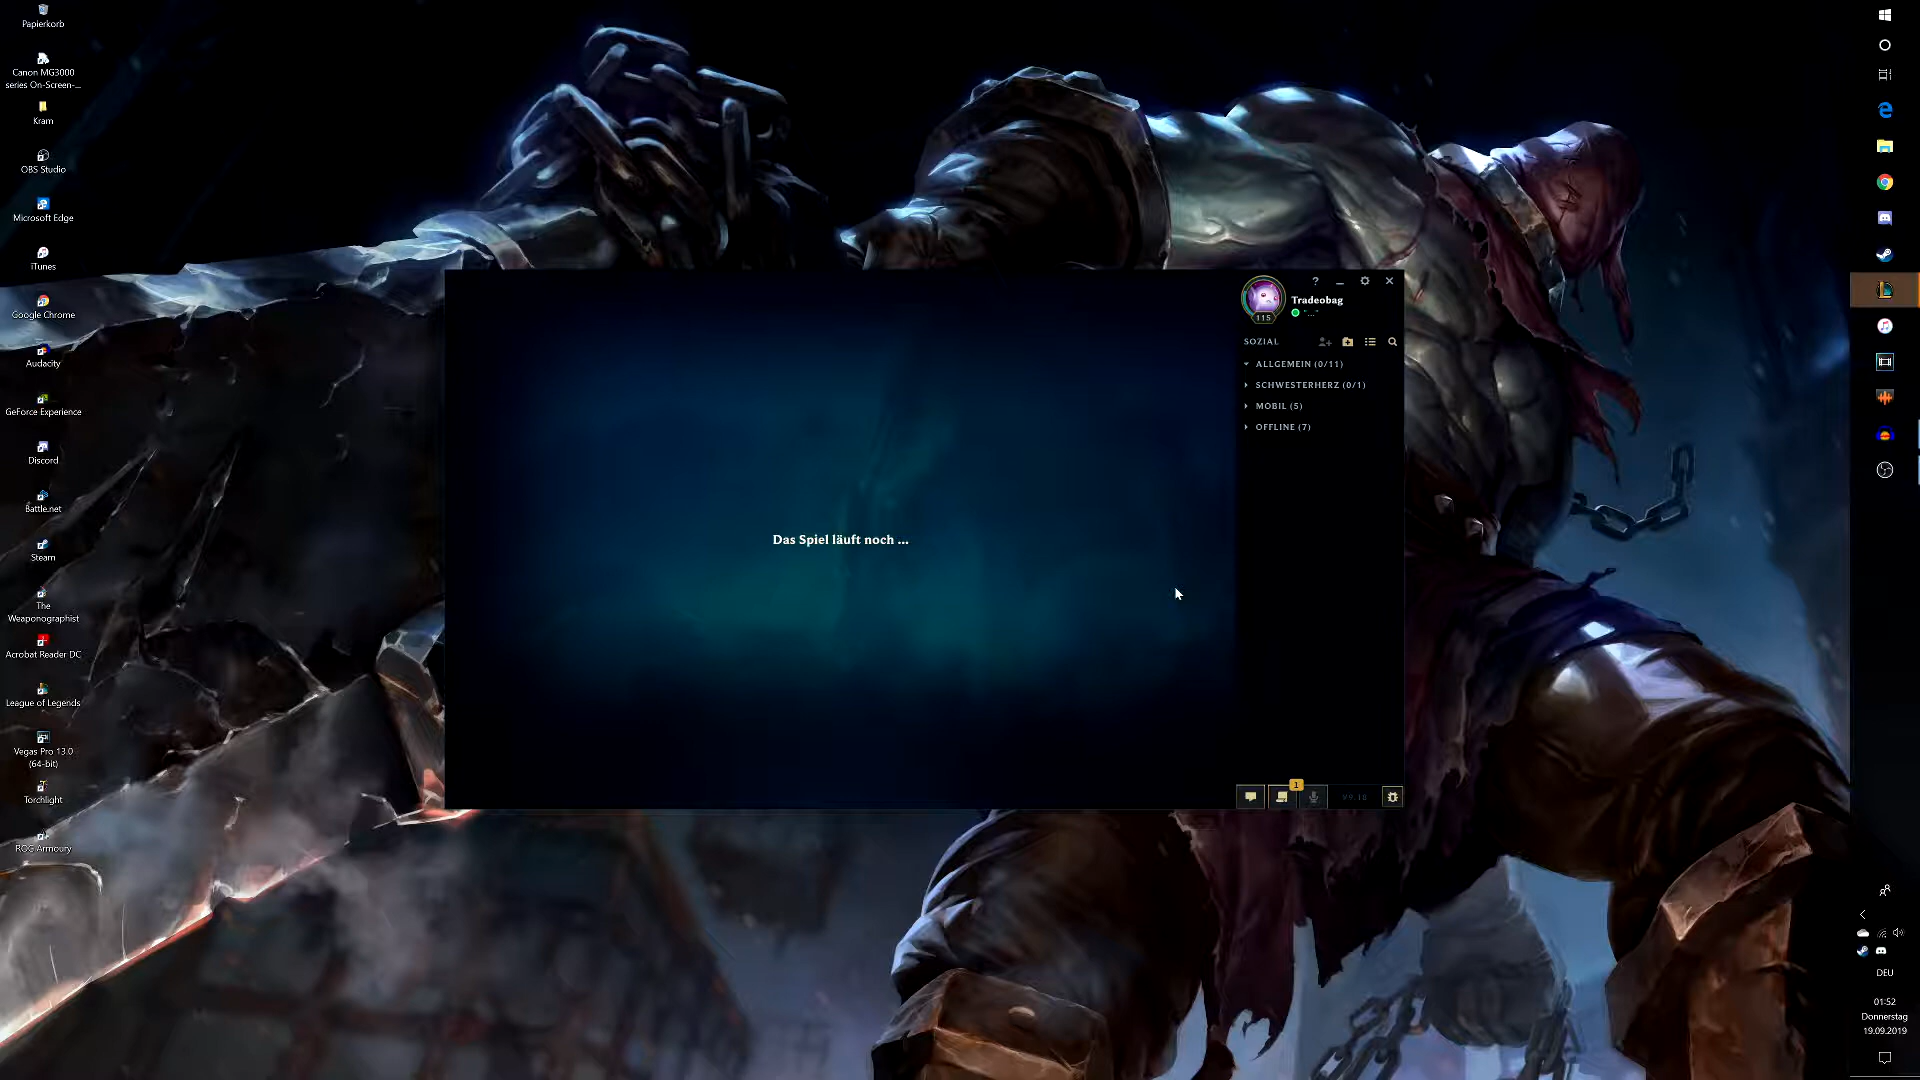 Papierkorb
Canon MG3000
series On-Screen-...
Kram
OBS Studio
Microsoft Edge
iTunes
Google Chrome
Audacity
GeForce Experience
Discord
Battle.net
Steam
The
Weaponographist
Acrobat Reader DC
League of Legends
Vegas Pro 13.0
(64-bit)
Torchlight
ROG Armoury
Das Spiel läuft noch ...
?
Tradeobag
115
"..."
SOZIAL
ALLGEMEIN (0/11)
SCHWESTERHERZ (0/1)
MOBIL (5)
OFFLINE (7)
1
V9.18
DEU
01:52
Donnerstag
19.09.2019